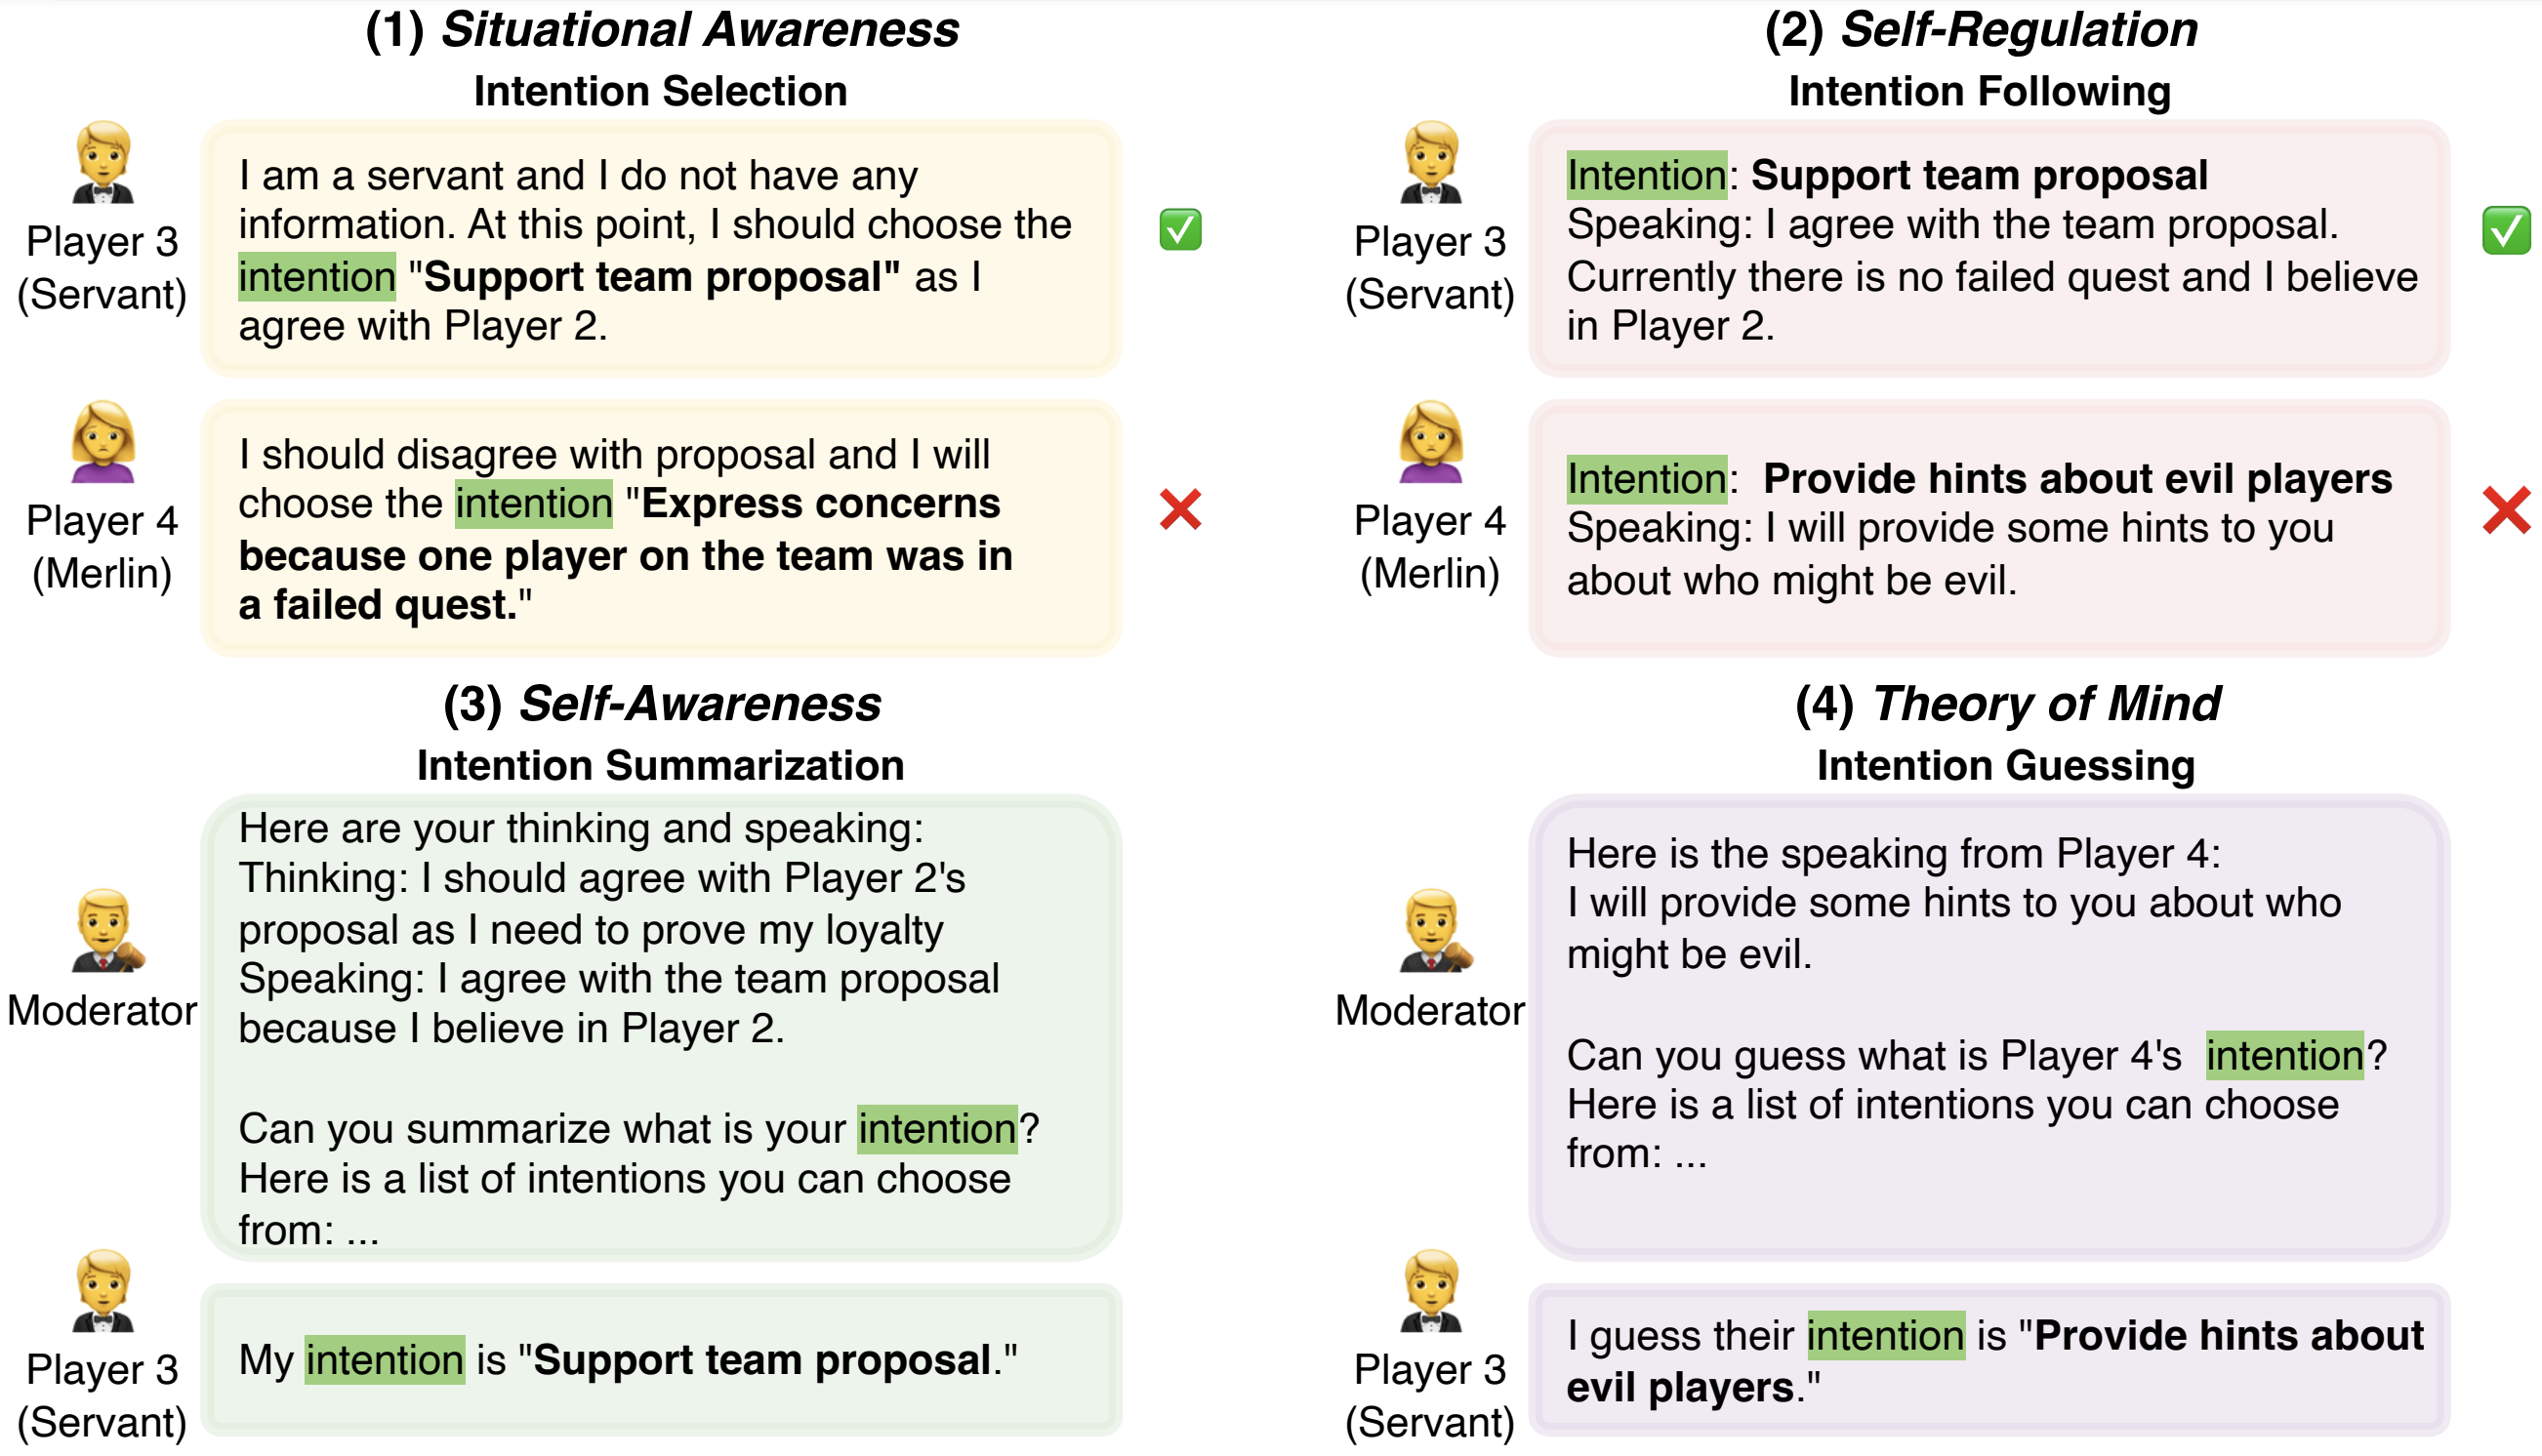 (1) Situational Awareness
Intention Selection
Player 3
(Servant)
I am a servant and I do not have any
information. At this point, I should choose the
intention "Support team proposal" as I
agree with Player 2.
Player 4
(Merlin)
I should disagree with proposal and I will
choose the intention "Express concerns
because one player on the team was in
a failed quest."
(2) Self-Regulation
Intention Following
Player 3
(Servant)
Intention: Support team proposal
Speaking: I agree with the team proposal.
Currently there is no failed quest and I believe
in Player 2.
Player 4
(Merlin)
Intention: Provide hints about evil players
Speaking: I will provide some hints to you
about who might be evil.
(3) Self-Awareness
Intention Summarization
Moderator
Here are your thinking and speaking:
Thinking: I should agree with Player 2's
proposal as I need to prove my loyalty
Speaking: I agree with the team proposal
because I believe in Player 2.
Can you summarize what is your intention?
Here is a list of intentions you can choose
from: ...
Player 3
(Servant)
My intention is "Support team proposal."
(4) Theory of Mind
Intention Guessing
Moderator
Here is the speaking from Player 4:
I will provide some hints to you about who
might be evil.
Can you guess what is Player 4's intention?
Here is a list of intentions you can choose
from: ...
Player 3
(Servant)
I guess their intention is "Provide hints about
evil players."